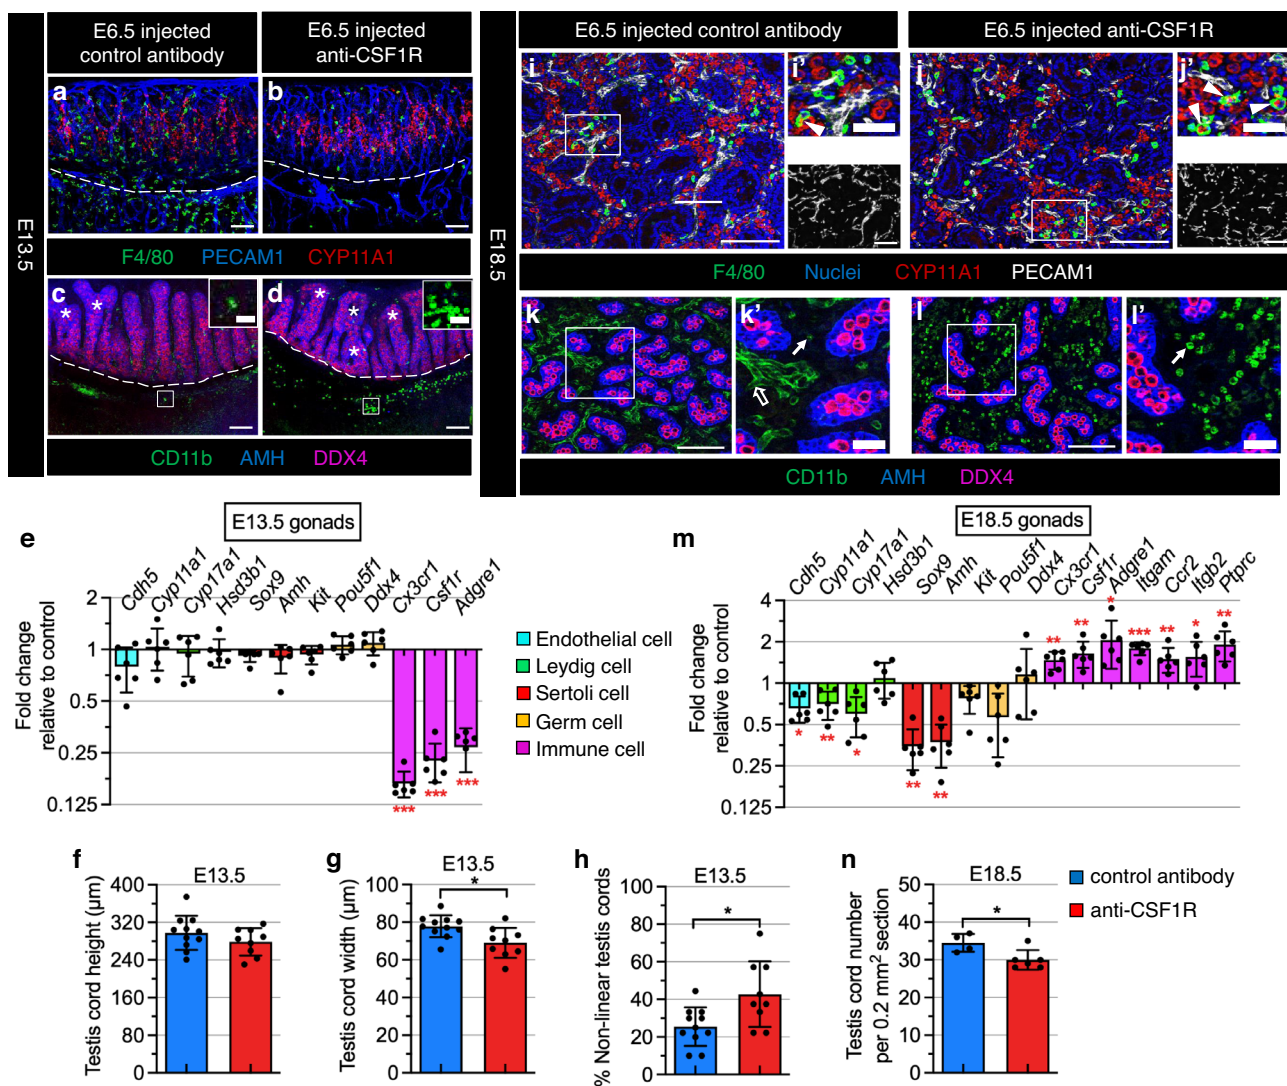 E6.5 injected
control antibody
E6.5 injected
anti-CSF1R
E13.5
a
b
F4/80 PECAM1 CYP11A1
c
*
*
d
*
*
*
*
CD11b AMH DDX4
E6.5 injected control antibody
E6.5 injected anti-CSF1R
E18.5
i
i'
j
j'
F4/80 Nuclei CYP11A1 PECAM1
k
k'
l
l'
CD11b AMH DDX4
e
E13.5 gonads
Cdh5 Cyp11a1 Cyp17a1 Hsd3b1 Sox9 Amh Kit Pou5f1 Ddx4 Cx3cr1 Csf1r Adgre1
Fold change
relative to control
2
1
0.5
0.25
0.125
*** *** ***
Endothelial cell
Leydig cell
Sertoli cell
Germ cell
Immune cell
m
E18.5 gonads
Cdh5 Cyp11a1 Cyp17a1 Hsd3b1 Sox9 Amh Kit Pou5f1 Ddx4 Cx3cr1 Csf1r Adgre1 Itgam Ccr2 Itgb2 Ptprc
Fold change
relative to control
4
2
1
0.5
0.25
0.125
* ** * ** ** ** ** * *** ** * **
f
E13.5
Testis cord height (µm)
400
320
240
160
80
0
g
E13.5
*
Testis cord width (µm)
100
80
60
40
20
0
h
E13.5
*
% Non-linear testis cords
100
80
60
40
20
0
n
E18.5
*
Testis cord number
per 0.2 mm² section
50
40
30
20
10
0
control antibody
anti-CSF1R